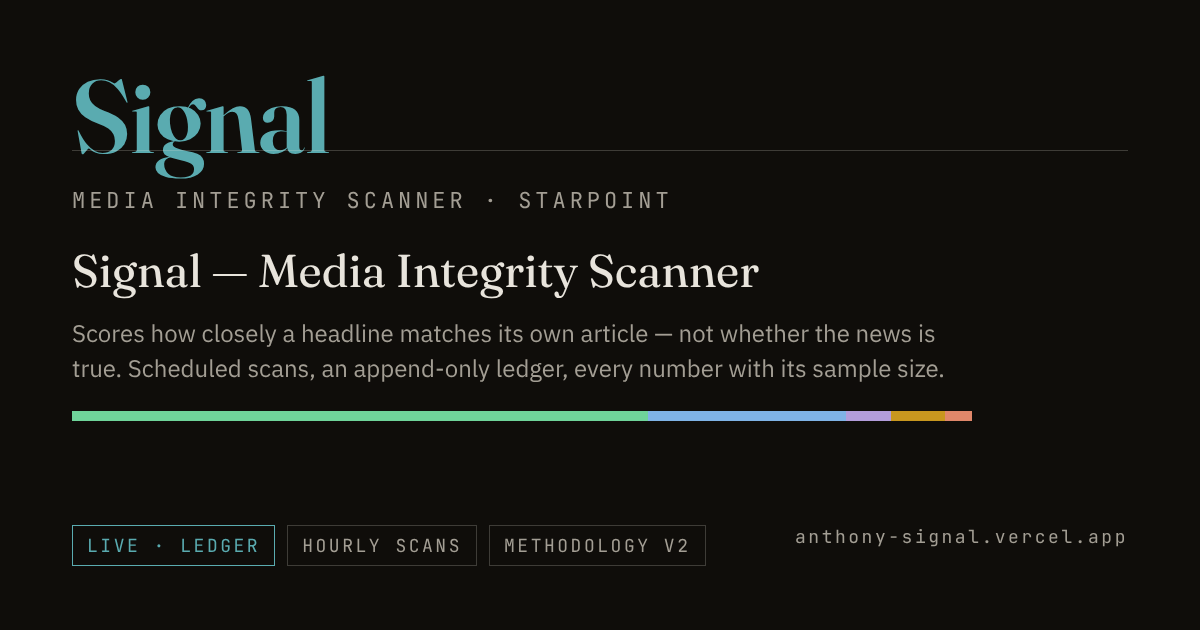 Signal
MEDIA INTEGRITY SCANNER · STARPOINT
Signal — Media Integrity Scanner
Scores how closely a headline matches its own article — not whether the news is
true. Scheduled scans, an append-only ledger, every number with its sample size.
LIVE · LEDGER
HOURLY SCANS
METHODOLOGY V2
anthony-signal.vercel.app